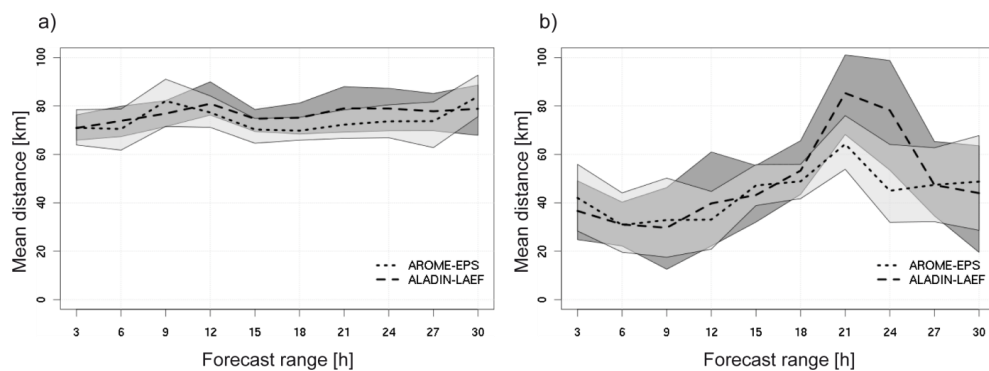 a)
Mean distance [km]
100
80
60
40
20
0
AROME-EPS
ALADIN-LAEF
3 6 9 12 15 18 21 24 27 30
Forecast range [h]
b)
Mean distance [km]
100
80
60
40
20
0
AROME-EPS
ALADIN-LAEF
3 6 9 12 15 18 21 24 27 30
Forecast range [h]